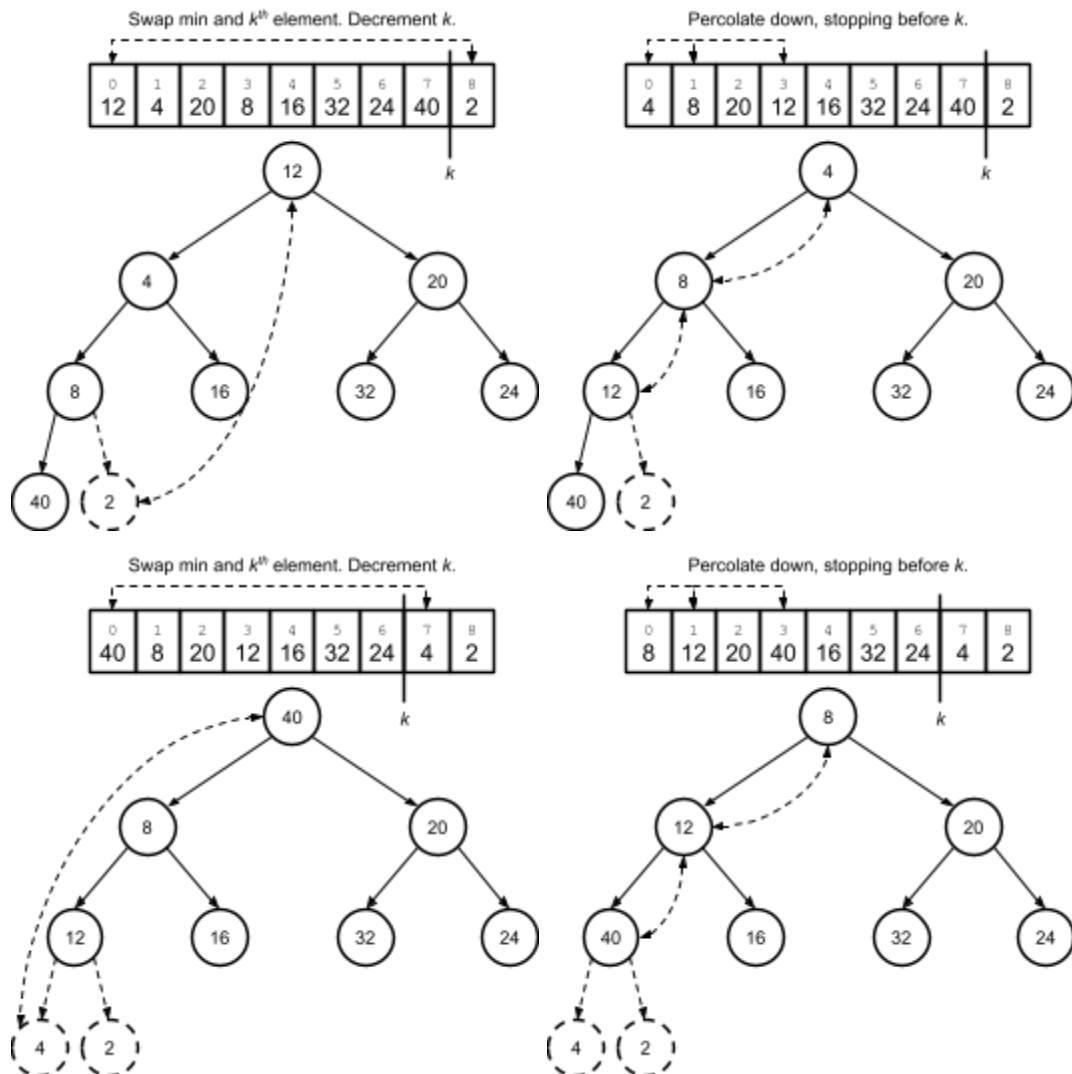 Swap min and kth element. Decrement k.
0 1 2 3 4 5 6 7 8
12 4 20 8 16 32 24 40 2
k
12
4 20
8 16 32 24
40 2
Percolate down, stopping before k.
0 1 2 3 4 5 6 7 8
4 8 20 12 16 32 24 40 2
k
4
8 20
12 16 32 24
40 2
Swap min and kth element. Decrement k.
0 1 2 3 4 5 6 7 8
40 8 20 12 16 32 24 4 2
k
40
8 20
12 16 32 24
4 2
Percolate down, stopping before k.
0 1 2 3 4 5 6 7 8
8 12 20 40 16 32 24 4 2
k
8
12 20
40 16 32 24
4 2